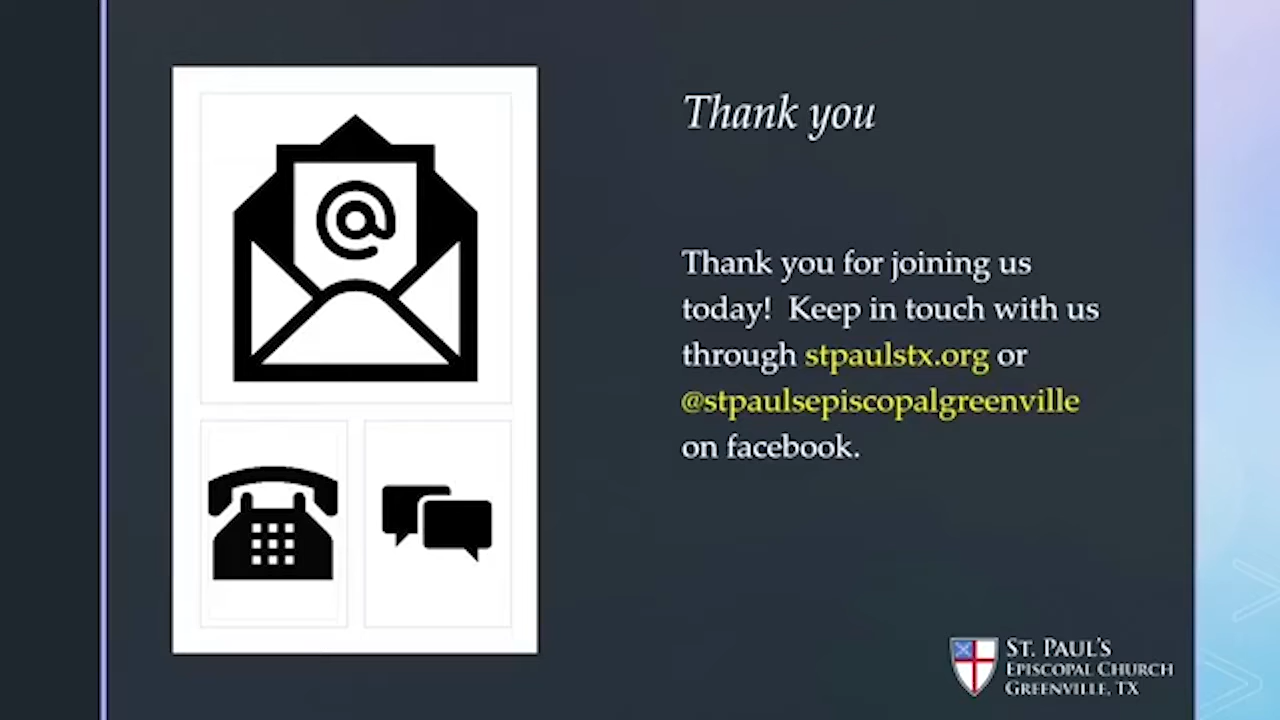 Thank you
Thank you for joining us
today!  Keep in touch with us
through stpaulstx.org or
@stpaulsepiscopalgreenville
on facebook.
@
St. Paul's
Episcopal Church
Greenville, TX